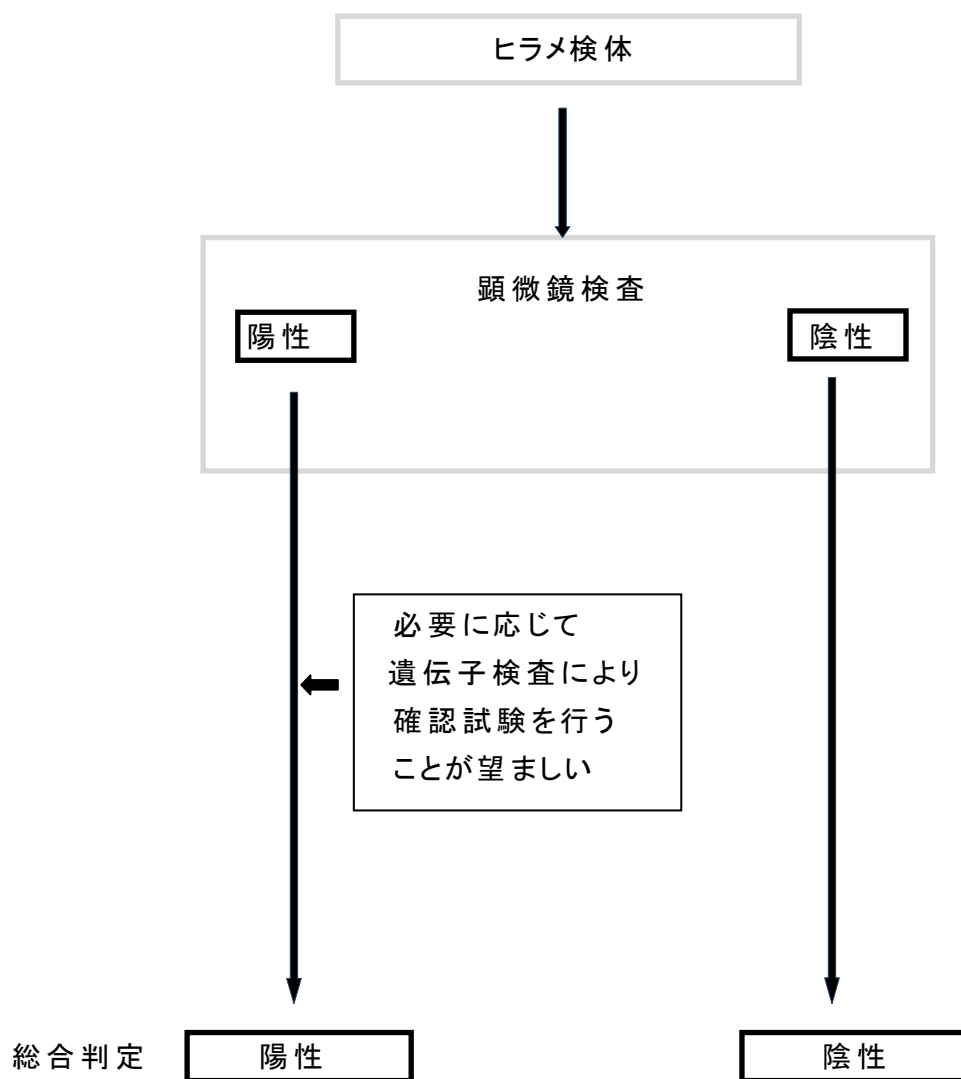 ヒラメ検体
顕微鏡検査
陽性
陰性
必要に応じて
遺伝子検査により
確認試験を行う
ことが望ましい
総合判定
陽性
陰性